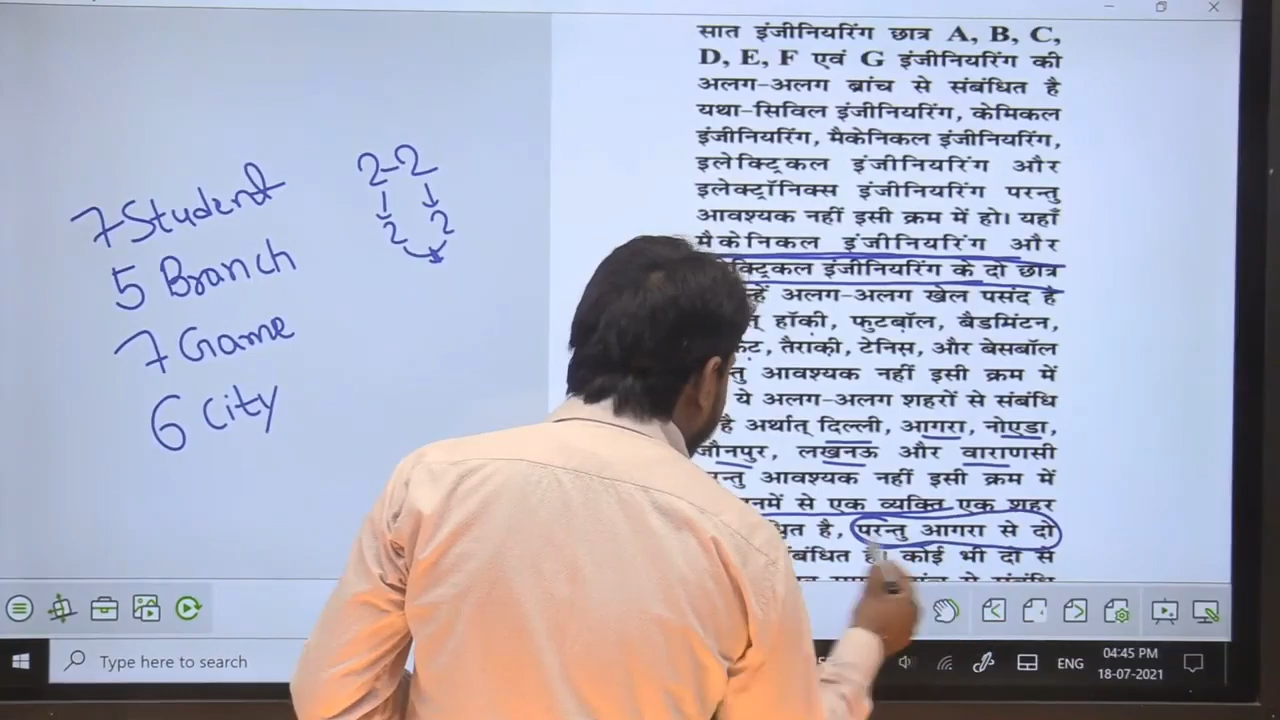 7 Student
5 Branch
7 Game
6 City
2-2
2 2
सात इंजीनियरिंग छात्र A, B, C,
D, E, F एवं G इंजीनियरिंग की
अलग-अलग ब्रांच से संबंधित है
यथा-सिविल इंजीनियरिंग, केमिकल
इंजीनियरिंग, मैकेनिकल इंजीनियरिंग,
इलेक्ट्रिकल इंजीनियरिंग और
इलेक्ट्रॉनिक्स इंजीनियरिंग परन्तु
आवश्यक नहीं इसी क्रम में हो। यहाँ
मैकेनिकल इंजीनियरिंग और
इंजीनियरिंग के दो छात्र
अलग-अलग खेल पसंद है
हॉकी, फुटबॉल, बैडमिंटन,
तैराकी, टेनिस, और बेसबॉल
आवश्यक नहीं इसी क्रम में
ये अलग-अलग शहरों से संबंधि
है अर्थात् दिल्ली, आगरा, नोएडा,
जौनपुर, लखनऊ और वाराणसी
आवश्यक नहीं इसी क्रम में
से एक व्यक्ति एक शहर
है, परन्तु आगरा से दो
है। कोई भी दो से
Type here to search
ENG
04:45 PM
18-07-2021